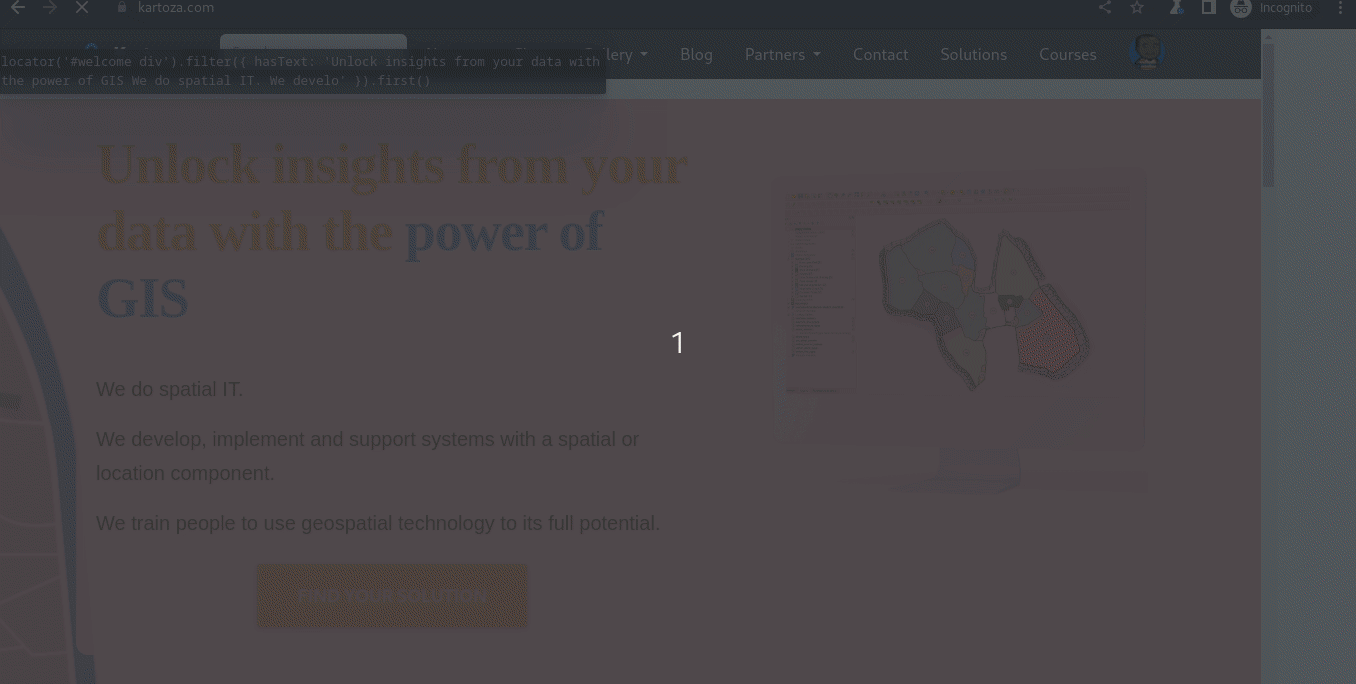 kartoza.com
Incognito
llery
Blog
Partners
Contact
Solutions
Courses
locator('#welcome div').filter({ hasText: 'Unlock insights from your data with
the power of GIS We do spatial IT. We develo' }).first()
Unlock insights from your
data with the power of
GIS
1
We do spatial IT.
We develop, implement and support systems with a spatial or
location component.
We train people to use geospatial technology to its full potential.
FIND YOUR SOLUTION